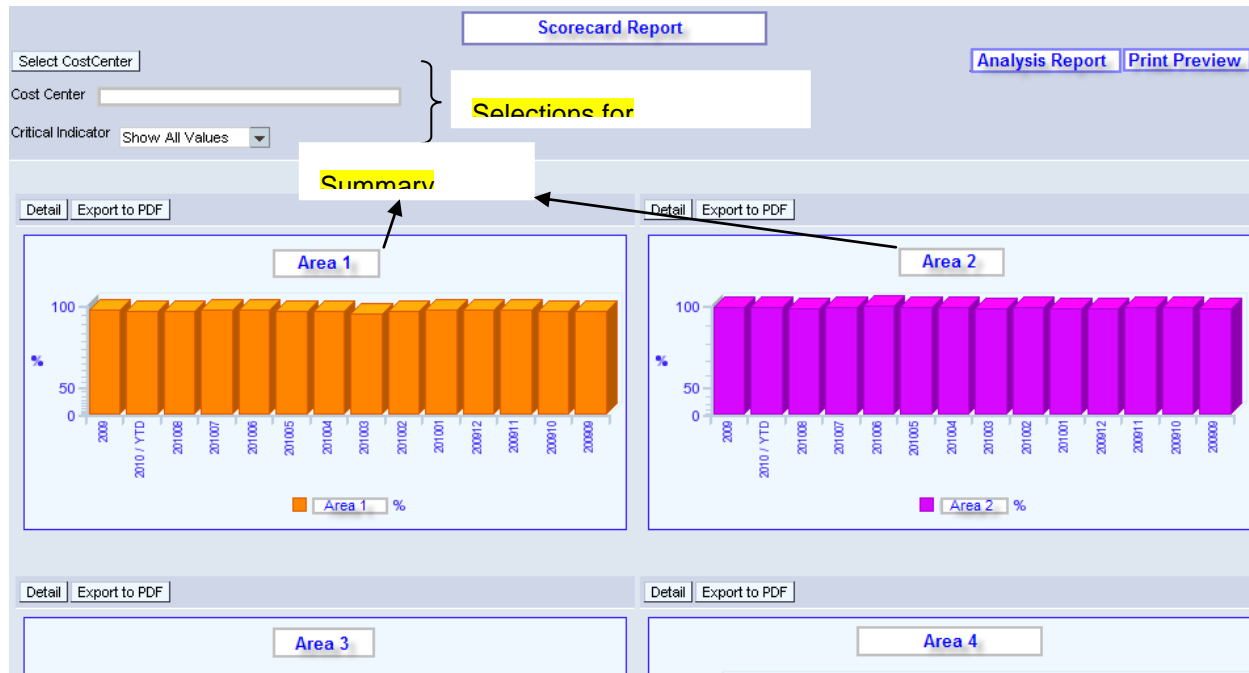 Scorecard Report
Select CostCenter
Analysis Report Print Preview
Cost Center
Selections for
Critical Indicator Show All Values
Summary
Detail Export to PDF
Detail Export to PDF
Area 1
Area 2
100
%
50
0
2009 2010 / YTD 201008 201007 201006 201005 201004 201003 201002 201001 200912 200911 200910 200909
Area 1 %
100
%
50
0
2009 2010 / YTD 201008 201007 201006 201005 201004 201003 201002 201001 200912 200911 200910 200909
Area 2 %
Detail Export to PDF
Detail Export to PDF
Area 3
Area 4